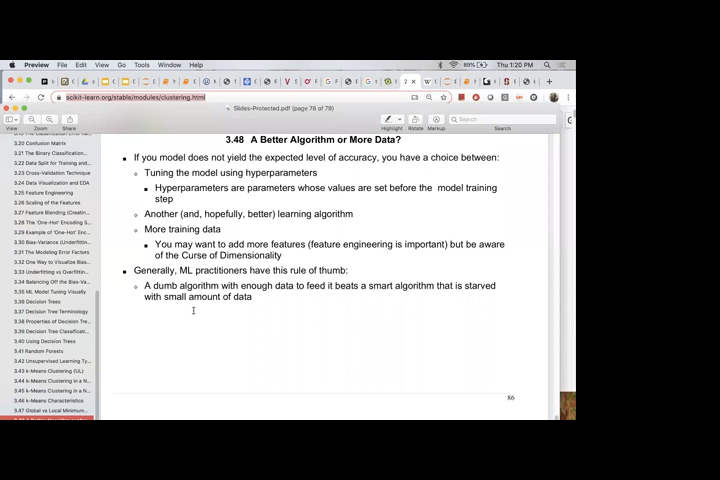 Preview File Edit View Go Tools Window Help
89% Thu 1:20 PM
scikit-learn.org/stable/modules/clustering.html
Slides-Protected.pdf (page 78 of 79)
View Zoom Share Highlight Rotate Markup Search
Search
3.20 Confusion Matrix
3.21 The Binary Classification...
3.22 Data Split for Training and...
3.23 Cross-Validation Technique
3.24 Data Visualization and EDA
3.25 Feature Engineering
3.26 Scaling of the Features
3.27 Feature Blending (Creatin...
3.28 The 'One-Hot' Encoding S...
3.29 Example of 'One-Hot' Enc...
3.30 Bias-Variance (Underfittin...
3.31 The Modeling Error Factors
3.32 One Way to Visualize Bias...
3.33 Underfitting vs Overfittin...
3.34 Balancing Off the Bias-Va...
3.35 ML Model Tuning Visually
3.36 Decision Trees
3.37 Decision Tree Terminology
3.38 Properties of Decision Tre...
3.39 Decision Tree Classificati...
3.40 Using Decision Trees
3.41 Random Forests
3.42 Unsupervised Learning Ty...
3.43 k-Means Clustering (UL)
3.44 k-Means Clustering in a N...
3.45 k-Means Clustering in a N...
3.46 k-Means Characteristics
3.47 Global vs Local Minimum...
3.48 A Better Algorithm or More Data?
If you model does not yield the expected level of accuracy, you have a choice between:
Tuning the model using hyperparameters
Hyperparameters are parameters whose values are set before the model training
step
Another (and, hopefully, better) learning algorithm
More training data
You may want to add more features (feature engineering is important) but be aware
of the Curse of Dimensionality
Generally, ML practitioners have this rule of thumb:
A dumb algorithm with enough data to feed it beats a smart algorithm that is starved
with small amount of data
86